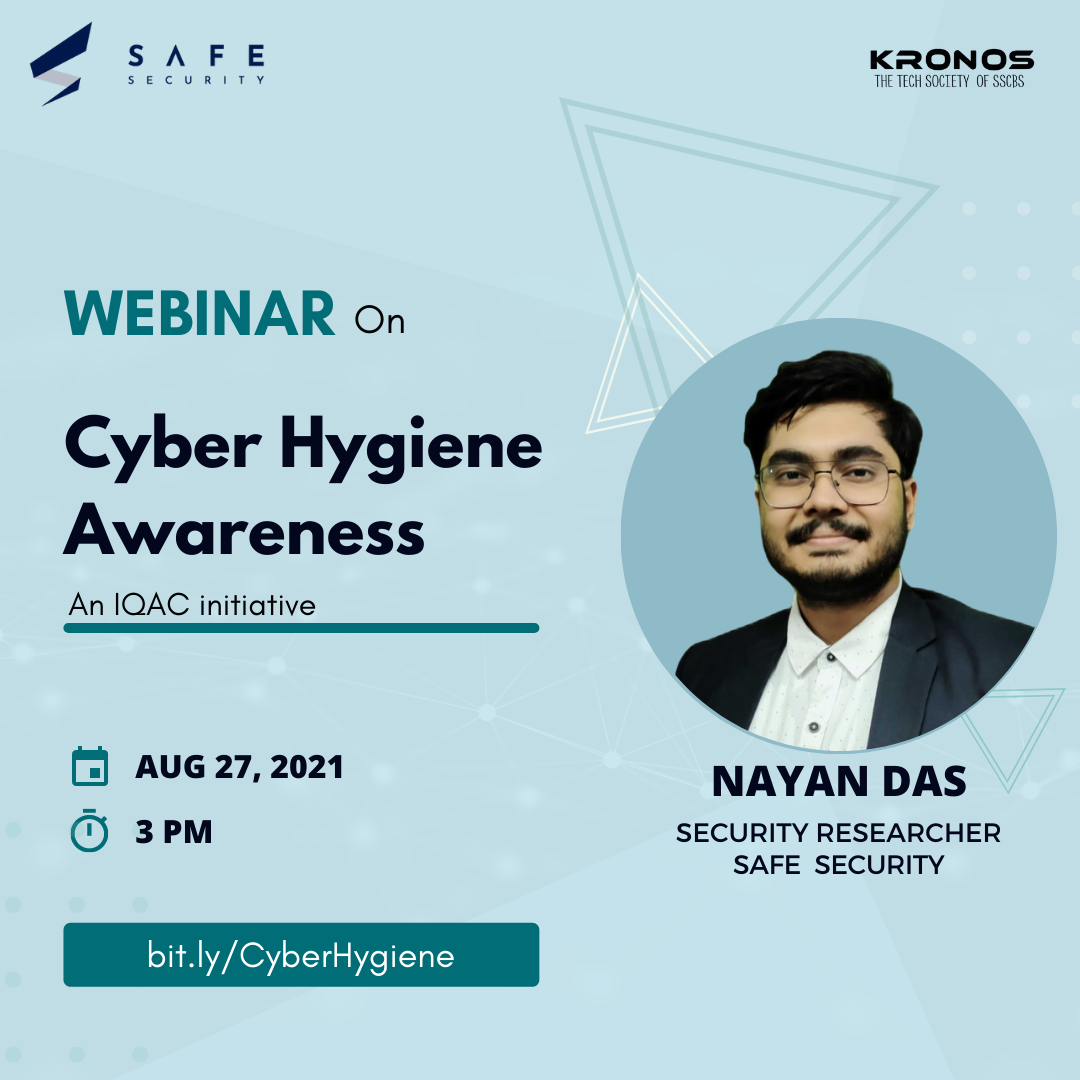 SAFE
SECURITY
KRONOS
THE TECH SOCIETY OF SSCBS
WEBINAR On
Cyber Hygiene
Awareness
An IQAC initiative
AUG 27, 2021
3 PM
bit.ly/CyberHygiene
NAYAN DAS
SECURITY RESEARCHER
SAFE SECURITY